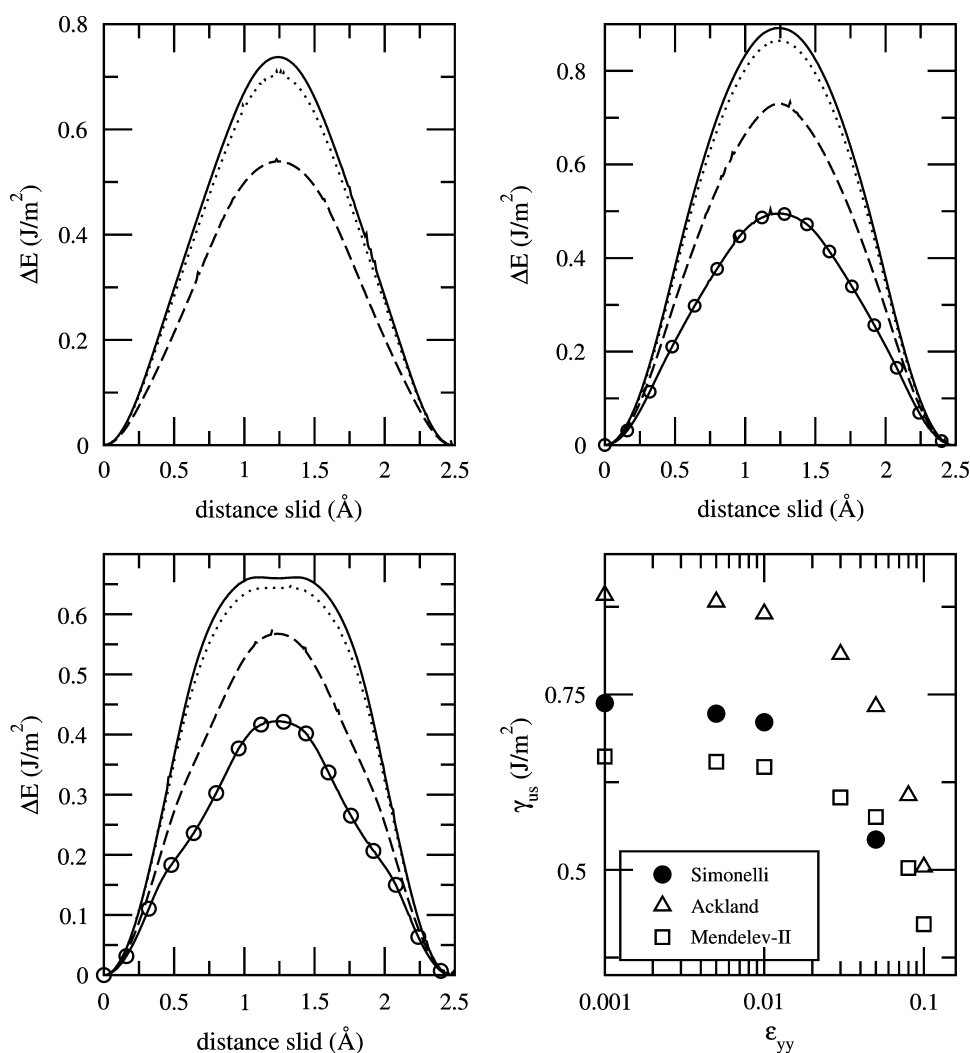 0.8
0.6
0.4
0.2
0
ΔE (J/m²)
0 0.5 1 1.5 2 2.5
distance slid (Å)
0.8
0.6
0.4
0.2
0
ΔE (J/m²)
0 0.5 1 1.5 2 2.5
distance slid (Å)
0.6
0.5
0.4
0.3
0.2
0.1
0
ΔE (J/m²)
0 0.5 1 1.5 2 2.5
distance slid (Å)
0.75
0.5
γus (J/m²)
Simonelli
Ackland
Mendelev-II
0.001 0.01 0.1
εyy